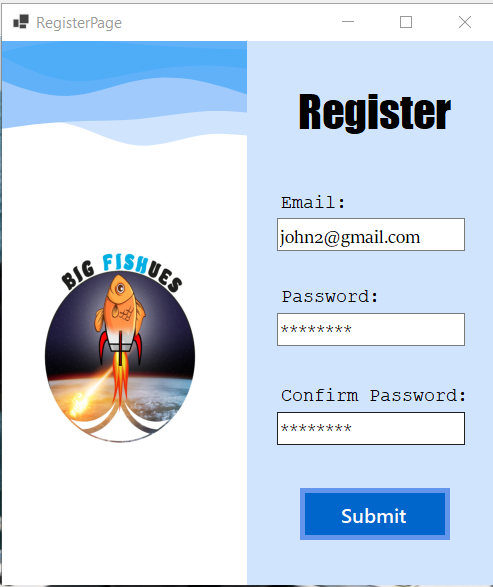 RegisterPage
BIG FISHUES
Register
Email:
john2@gmail.com
Password:
********
Confirm Password:
********
Submit